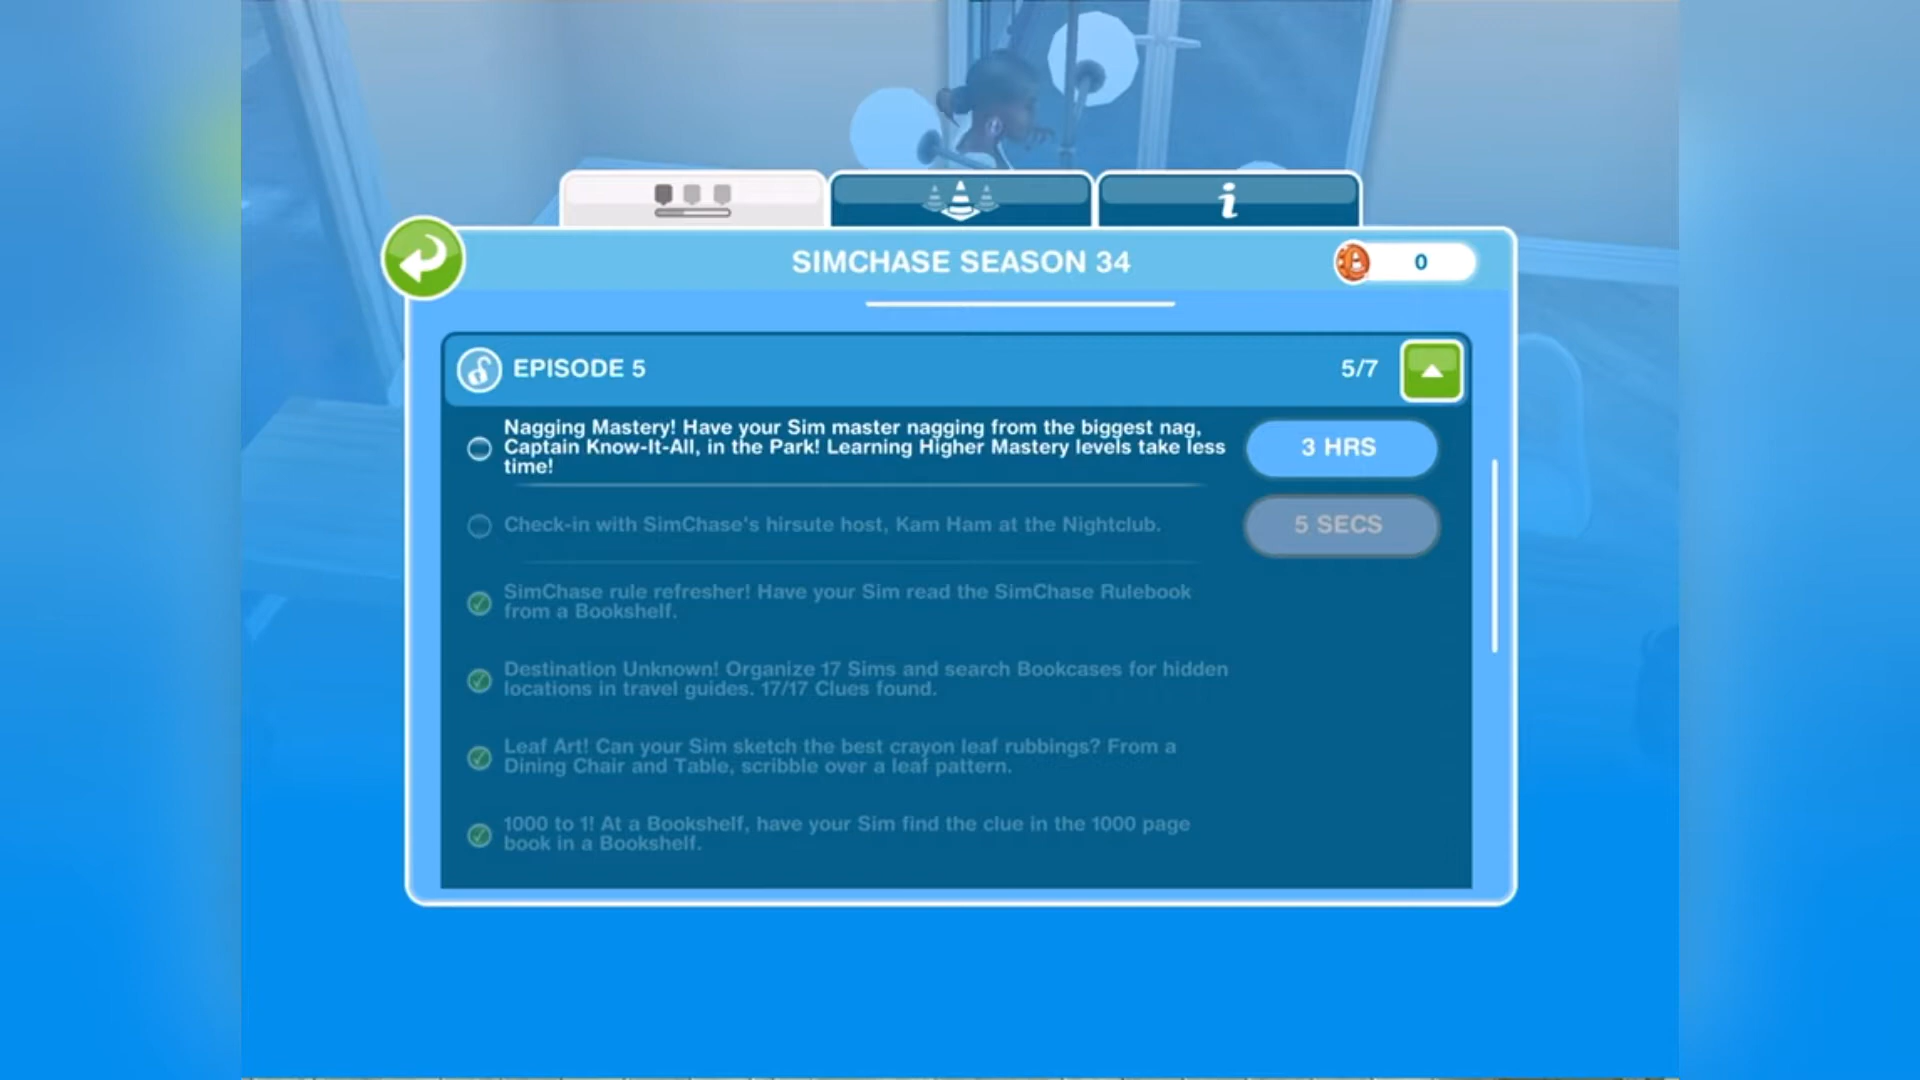 SIMCHASE SEASON 34
0
EPISODE 5
5/7
Nagging Mastery! Have your Sim master nagging from the biggest nag,
Captain Know-It-All, in the Park! Learning Higher Mastery levels take less
time!
3 HRS
Check-in with SimChase's hirsute host, Kam Ham at the Nightclub.
5 SECS
SimChase rule refresher! Have your Sim read the SimChase Rulebook
from a Bookshelf.
Destination Unknown! Organize 17 Sims and search Bookcases for hidden
locations in travel guides. 17/17 Clues found.
Leaf Art! Can your Sim sketch the best crayon leaf rubbings? From a
Dining Chair and Table, scribble over a leaf pattern.
1000 to 1! At a Bookshelf, have your Sim find the clue in the 1000 page
book in a Bookshelf.